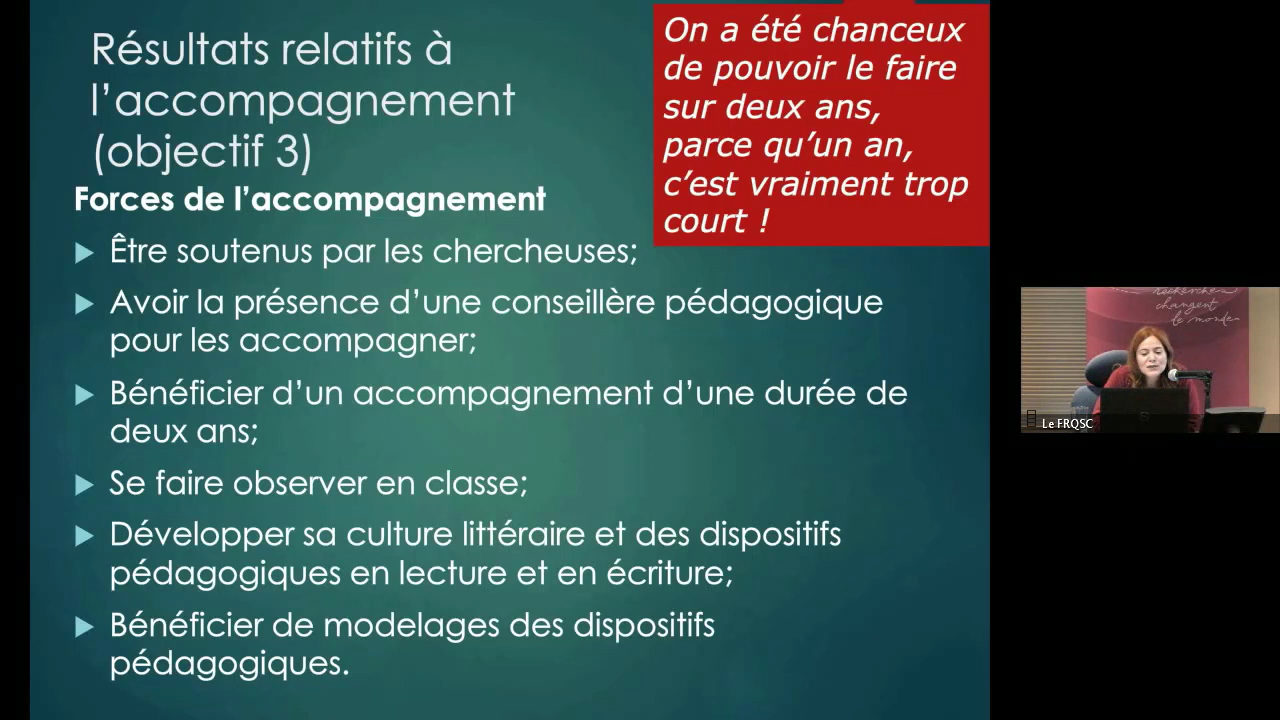 Résultats relatifs à
l’accompagnement
(objectif 3)
On a été chanceux
de pouvoir le faire
sur deux ans,
parce qu’un an,
c’est vraiment trop
court !
Forces de l’accompagnement
Être soutenus par les chercheuses;
Avoir la présence d’une conseillère pédagogique
pour les accompagner;
Bénéficier d’un accompagnement d’une durée de
deux ans;
Se faire observer en classe;
Développer sa culture littéraire et des dispositifs
pédagogiques en lecture et en écriture;
Bénéficier de modelages des dispositifs
pédagogiques.
changent
le monde
Le FRQSC